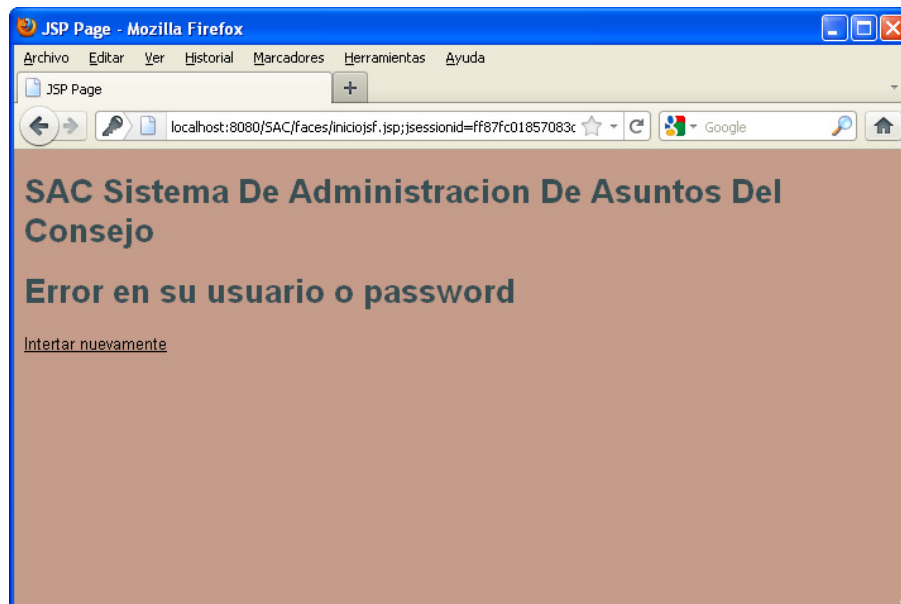 JSP Page - Mozilla Firefox
Archivo Editar Ver Historial Marcadores Herramientas Ayuda
JSP Page
localhost:8080/SAC/faces/iniciojsf.jsp;jsessionid=ff87fc01857083c Google
SAC Sistema De Administracion De Asuntos Del
Consejo
Error en su usuario o password
Intertar nuevamente